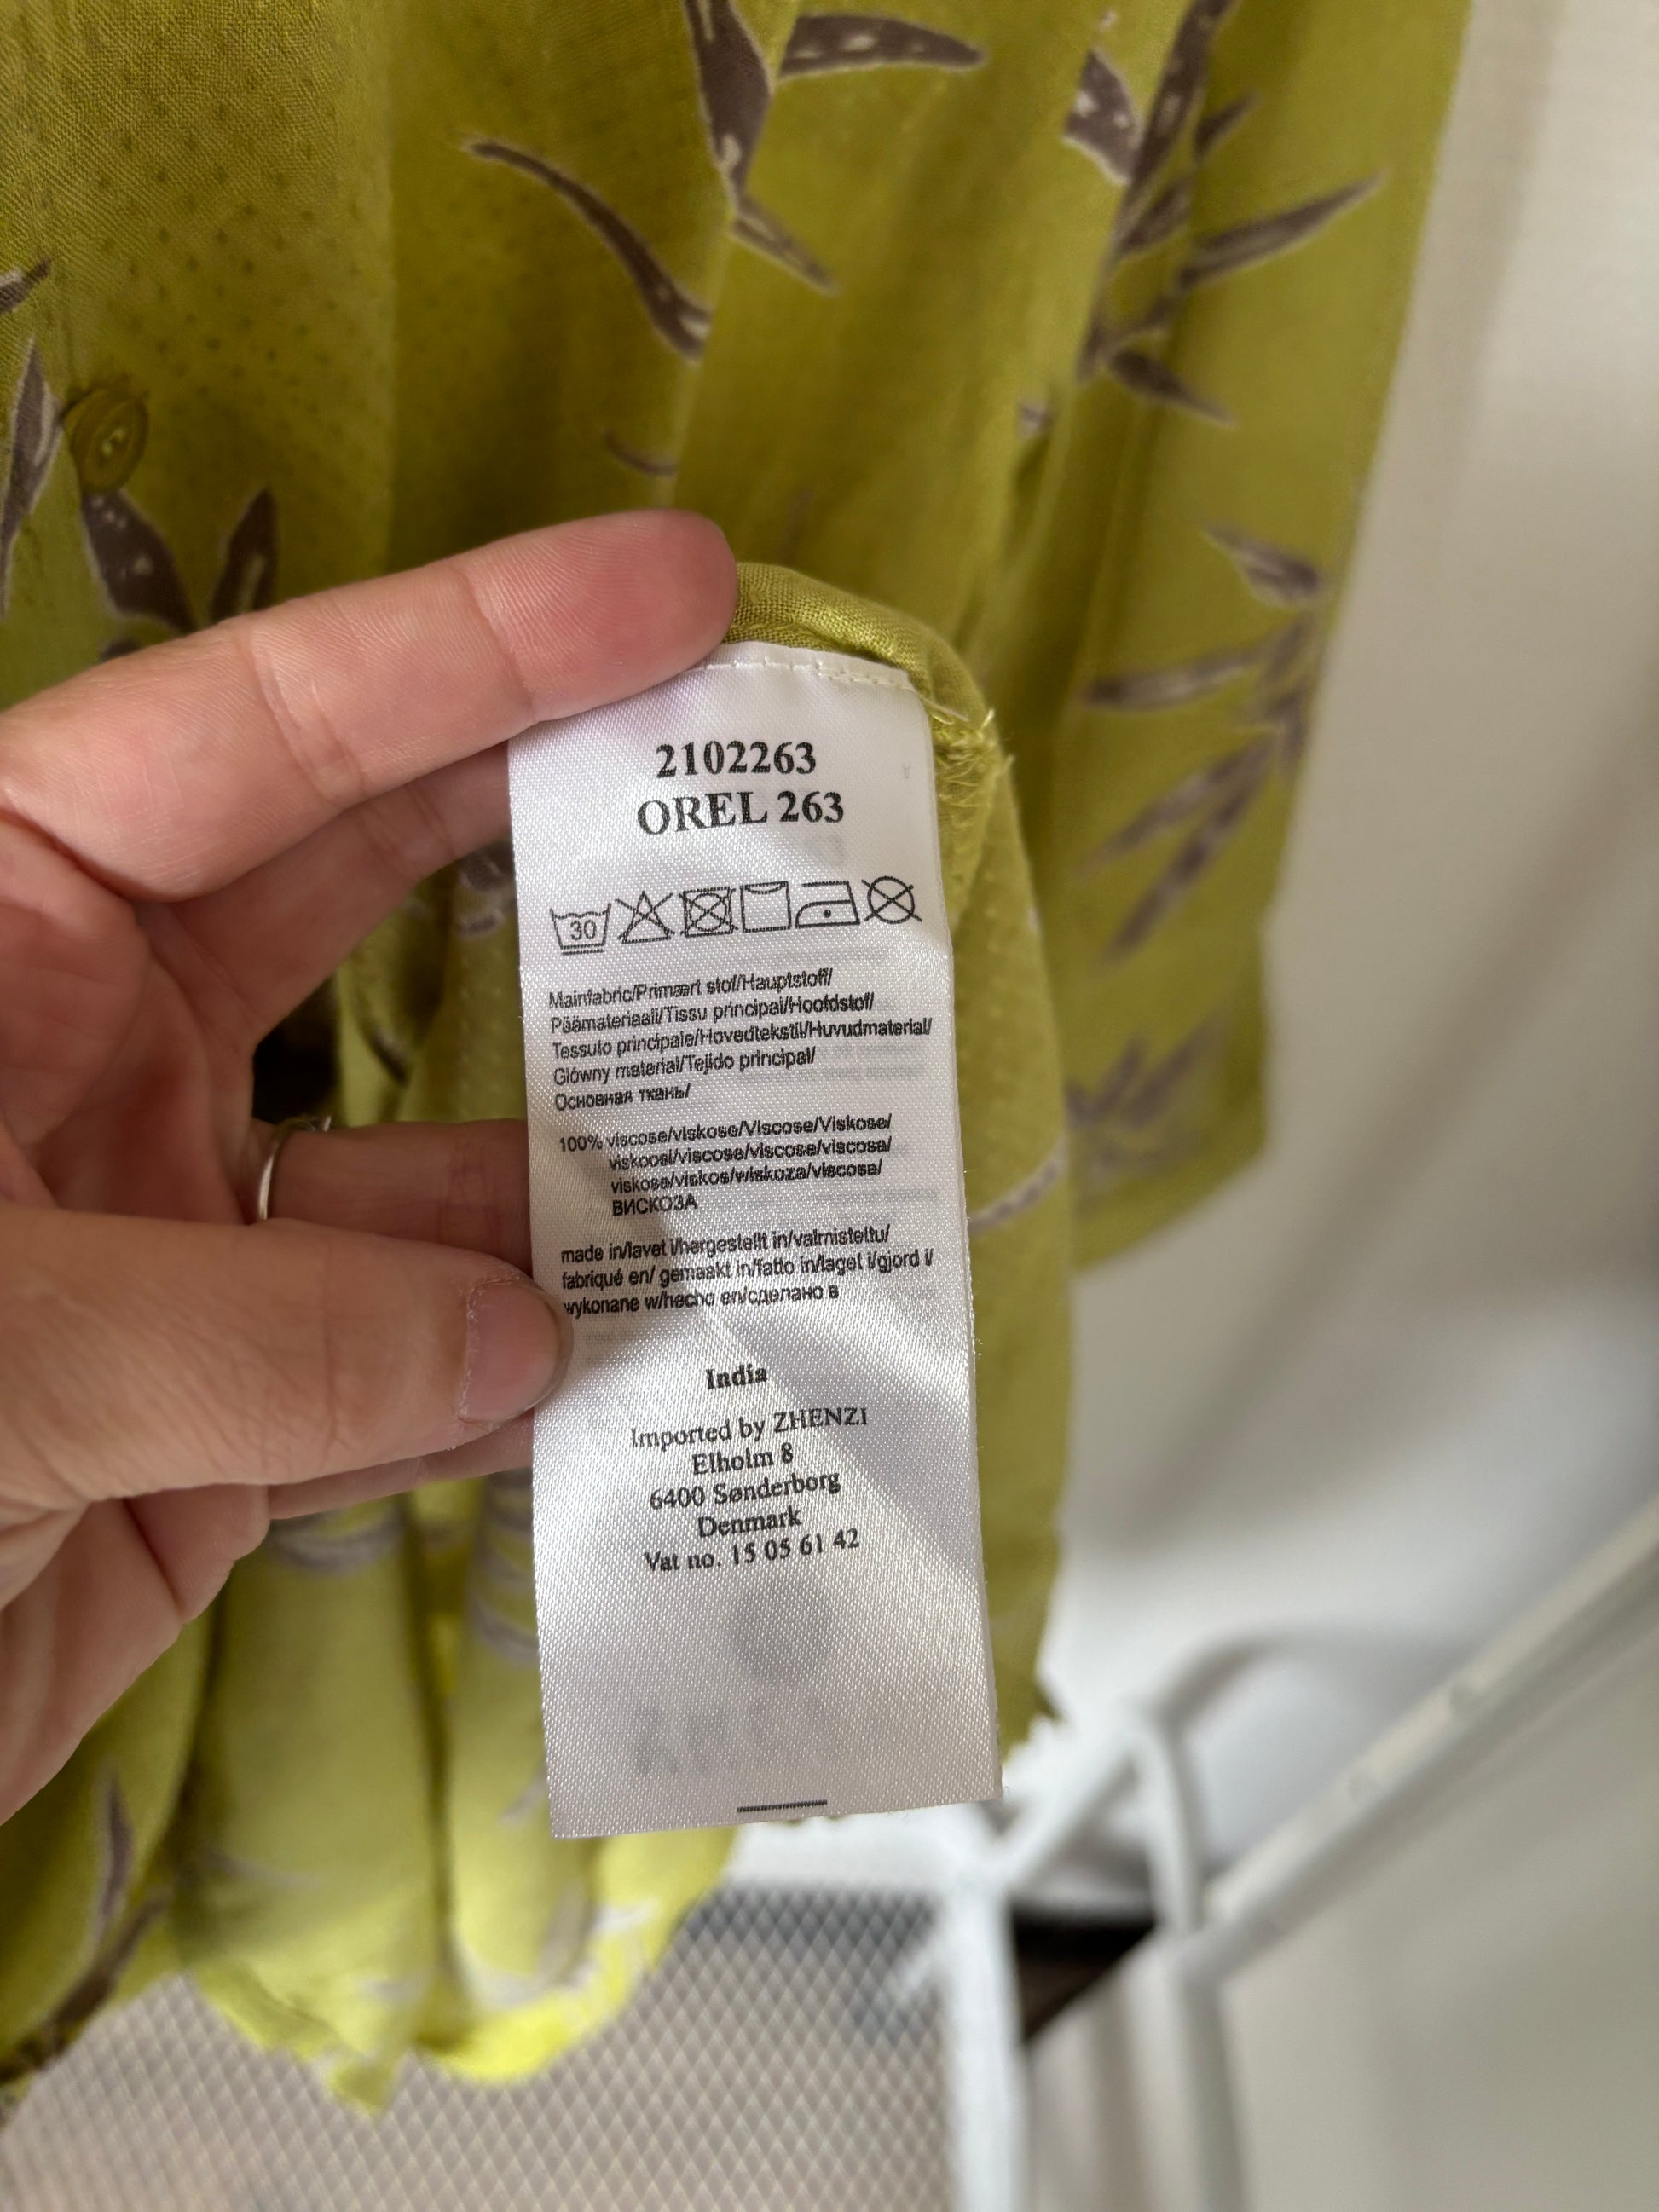 2102263
OREL 263
30
Mainfabric/Primært stof/Hauptstoff/
Päämateriaali/Tissu principal/Hoofdstof/
Tessuto principale/Hovedtekstil/Huvudmaterial/
Główny materiał/Tejido principal/
Основная ткань/
100% viscose/viskose/Viscose/Viskose/
viskoosi/viscose/viscose/viscosa/
viskose/viskos/wiskoza/viscosa/
ВИСКОЗА
made in/lavet i/hergestellt in/valmistettu/
fabriqué en/ gemaakt in/fatto in/laget i/gjord i/
wykonane w/hecho en/сделано в
India
Imported by ZHENZI
Elholm 8
6400 Sønderborg
Denmark
Vat no. 15 05 61 42